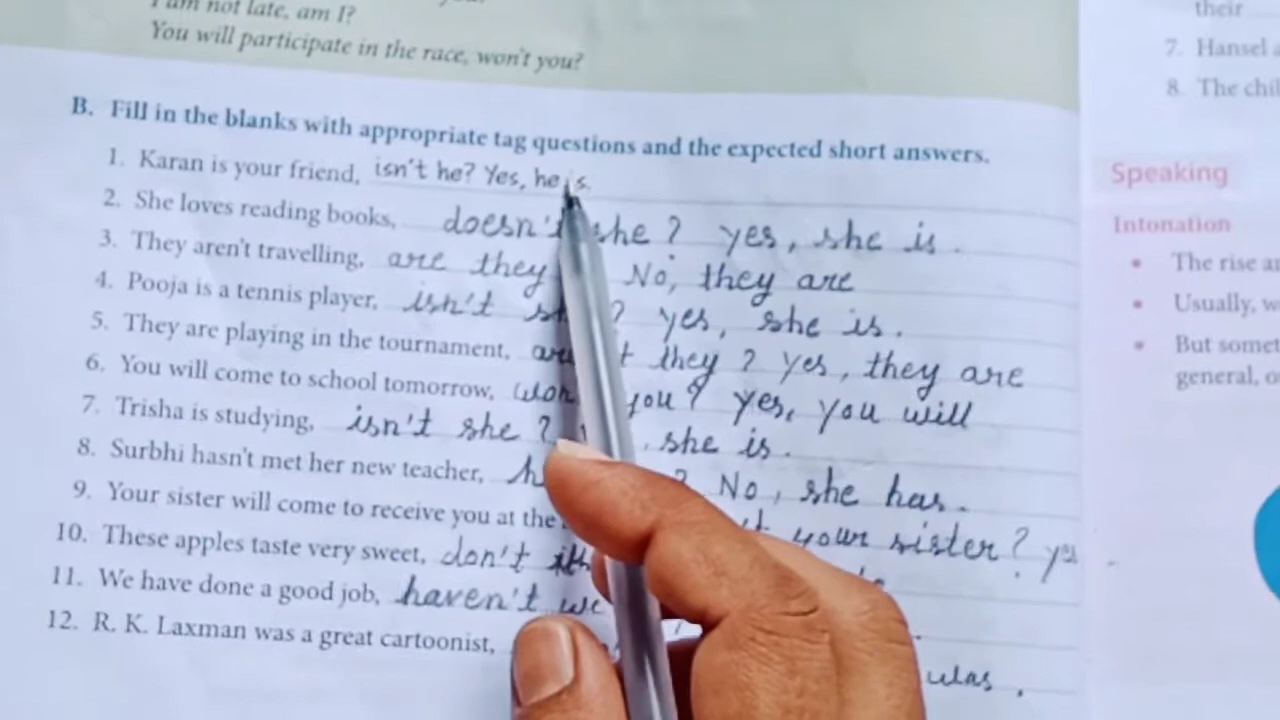 I am not late, am I?
You will participate in the race, won't you?
B. Fill in the blanks with appropriate tag questions and the expected short answers.
1. Karan is your friend, isn't he? Yes, he is.
2. She loves reading books, doesn't she? yes, she is.
3. They aren't travelling, are they No, they are
4. Pooja is a tennis player, isn't ? yes, she is.
5. They are playing in the tournament, they? Yes, they are
6. You will come to school tomorrow, you? yes, you will
7. Trisha is studying, isn't she? she is.
8. Surbhi hasn't met her new teacher, ? No, she has.
9. Your sister will come to receive you at the your sister?
10. These apples taste very sweet, don't
11. We have done a good job, haven't we
12. R. K. Laxman was a great cartoonist, was.
their
7. Hansel
8. The
Speaking
Intonation
• The rise
• Usually,
• But
general,